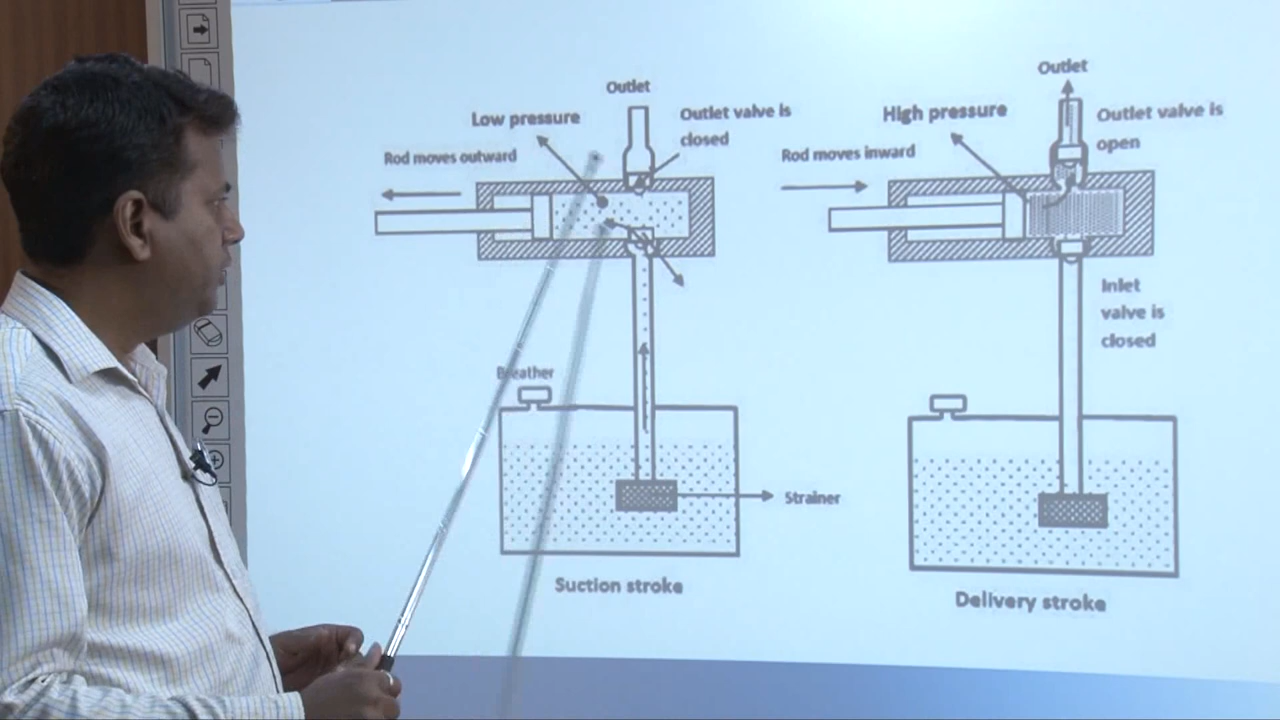 Outlet
Low pressure
Outlet valve is
closed
Rod moves outward
Breather
Strainer
Suction stroke
Outlet
High pressure
Outlet valve is
open
Rod moves inward
Inlet
valve is
closed
Delivery stroke